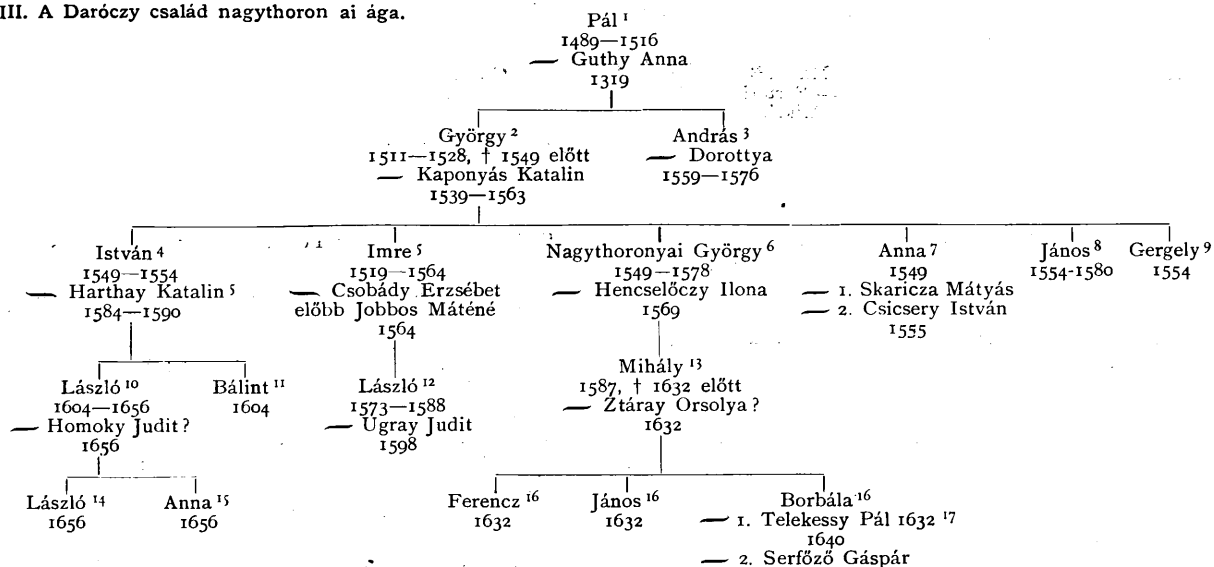 III. A Daróczy család nagythoron ai ága.
Pál ¹
1489—1516
— Guthy Anna
1319
György ²
1511—1528, † 1549 előtt
— Kaponyás Katalin
1539—1563
András ³
— Dorottya
1559—1576
István ⁴
1549—1554
— Harthay Katalin ⁵
1584—1590
Imre ⁵
1519—1564
— Csobády Erzsébet
előbb Jobbos Máténé
1564
Nagythoronyai György ⁶
1549—1578
— Hencselőczy Ilona
1569
Anna ⁷
1549
— 1. Skaricza Mátyás
— 2. Csicsery István
1555
János ⁸
1554-1580
Gergely ⁹
1554
László ¹⁰
1604—1656
— Homoky Judit ?
1656
Bálint ¹¹
1604
László ¹²
1573—1588
— Ugray Judit
1598
Mihály ¹³
1587, † 1632 előtt
— Ztáray Orsolya ?
1632
László ¹⁴
1656
Anna ¹⁵
1656
Ferencz ¹⁶
1632
János ¹⁶
1632
Borbála ¹⁶
— 1. Telekessy Pál 1632 ¹⁷
1640
— 2. Serfőző Gáspár